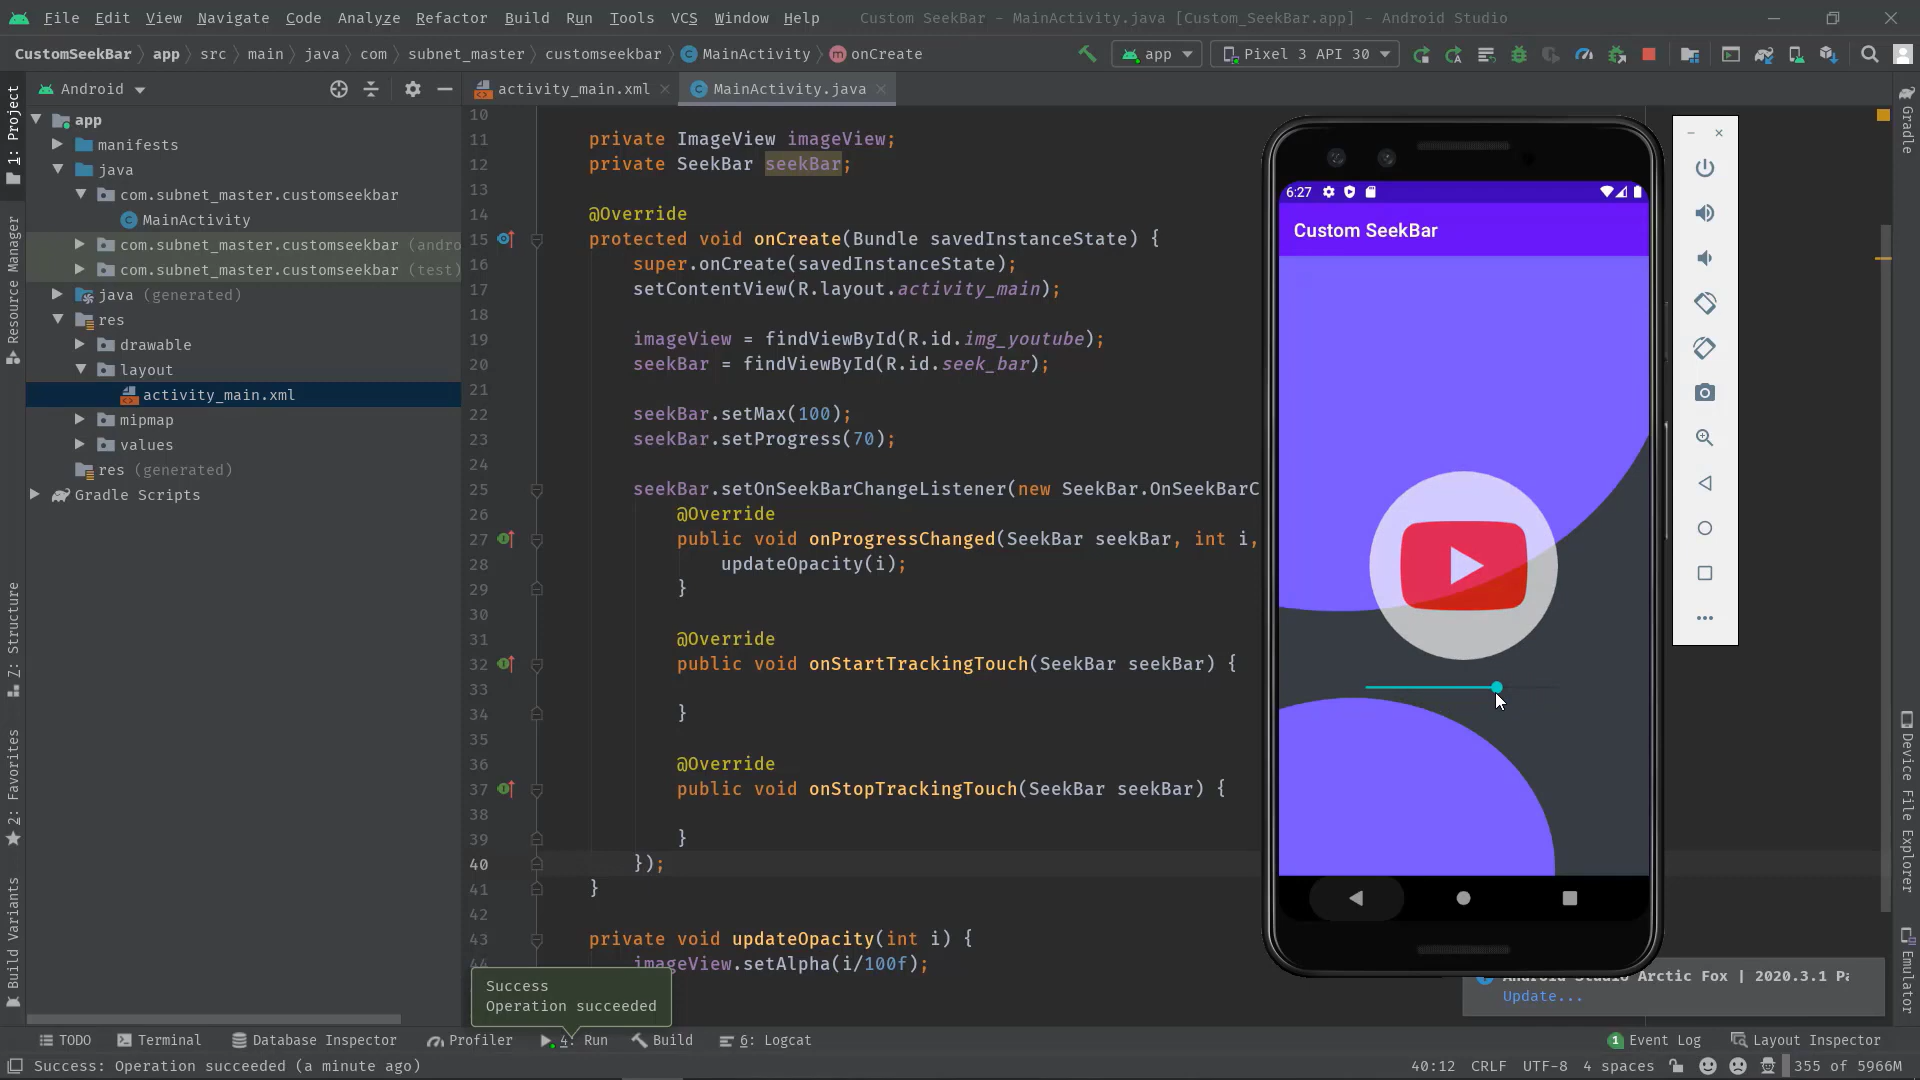 File Edit View Navigate Code Analyze Refactor Build Run Tools VCS Window Help Custom SeekBar - MainActivity.java [Custom_SeekBar.app] - Android Studio
CustomSeekBar app src main java com subnet_master customseekbar MainActivity onCreate app Pixel 3 API 30
Android
activity_main.xml MainActivity.java
1: Project
Resource Manager
Z: Structure
2: Favorites
Build Variants
app
manifests
java
com.subnet_master.customseekbar
MainActivity
com.subnet_master.customseekbar (andro
com.subnet_master.customseekbar (test)
java (generated)
res
drawable
layout
activity_main.xml
mipmap
values
res (generated)
Gradle Scripts
10
11 private ImageView imageView;
12 private SeekBar seekBar;
13
14 @Override
15 protected void onCreate(Bundle savedInstanceState) {
16 super.onCreate(savedInstanceState);
17 setContentView(R.layout.activity_main);
18
19 imageView = findViewById(R.id.img_youtube);
20 seekBar = findViewById(R.id.seek_bar);
21
22 seekBar.setMax(100);
23 seekBar.setProgress(70);
24
25 seekBar.setOnSeekBarChangeListener(new SeekBar.OnSeekBarC
26 @Override
27 public void onProgressChanged(SeekBar seekBar, int i,
28 updateOpacity(i);
29 }
30
31 @Override
32 public void onStartTrackingTouch(SeekBar seekBar) {
33
34 }
35
36 @Override
37 public void onStopTrackingTouch(SeekBar seekBar) {
38
39 }
40 });
41 }
42
43 private void updateOpacity(int i) {
44 imageView.setAlpha(i/100f);
6:27
Custom SeekBar
Gradle
Device File Explorer
Emulator
Success
Operation succeeded
Android Studio Arctic Fox | 2020.3.1 Pa
Update...
TODO Terminal Database Inspector Profiler 4: Run Build 6: Logcat 1 Event Log Layout Inspector
Success: Operation succeeded (a minute ago) 40:12 CRLF UTF-8 4 spaces 355 of 5966M